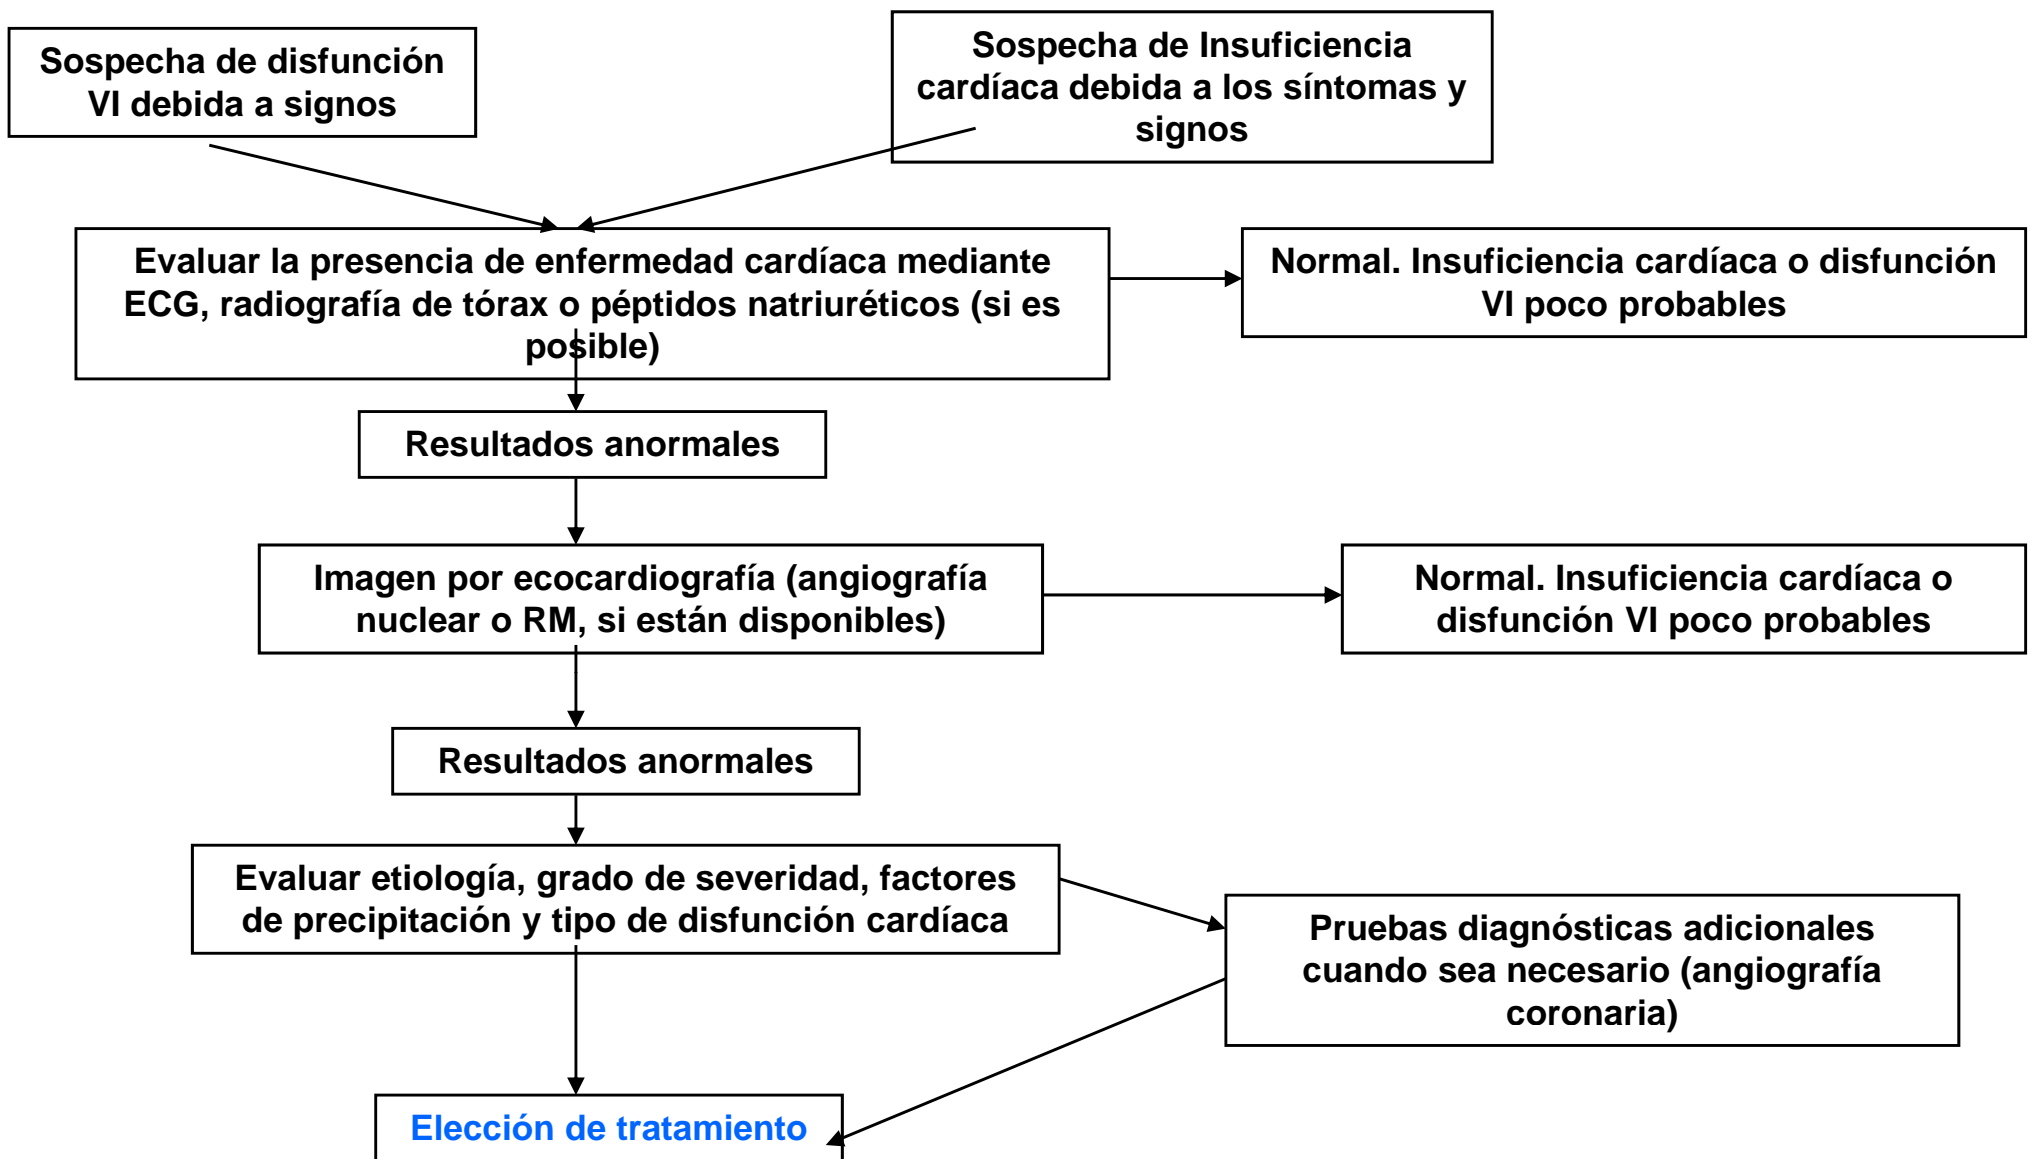 Sospecha de disfunción
VI debida a signos
Sospecha de Insuficiencia
cardíaca debida a los síntomas y
signos
Evaluar la presencia de enfermedad cardíaca mediante
ECG, radiografía de tórax o péptidos natriuréticos (si es
posible)
Normal. Insuficiencia cardíaca o disfunción
VI poco probables
Resultados anormales
Imagen por ecocardiografía (angiografía
nuclear o RM, si están disponibles)
Normal. Insuficiencia cardíaca o
disfunción VI poco probables
Resultados anormales
Evaluar etiología, grado de severidad, factores
de precipitación y tipo de disfunción cardíaca
Pruebas diagnósticas adicionales
cuando sea necesario (angiografía
coronaria)
Elección de tratamiento